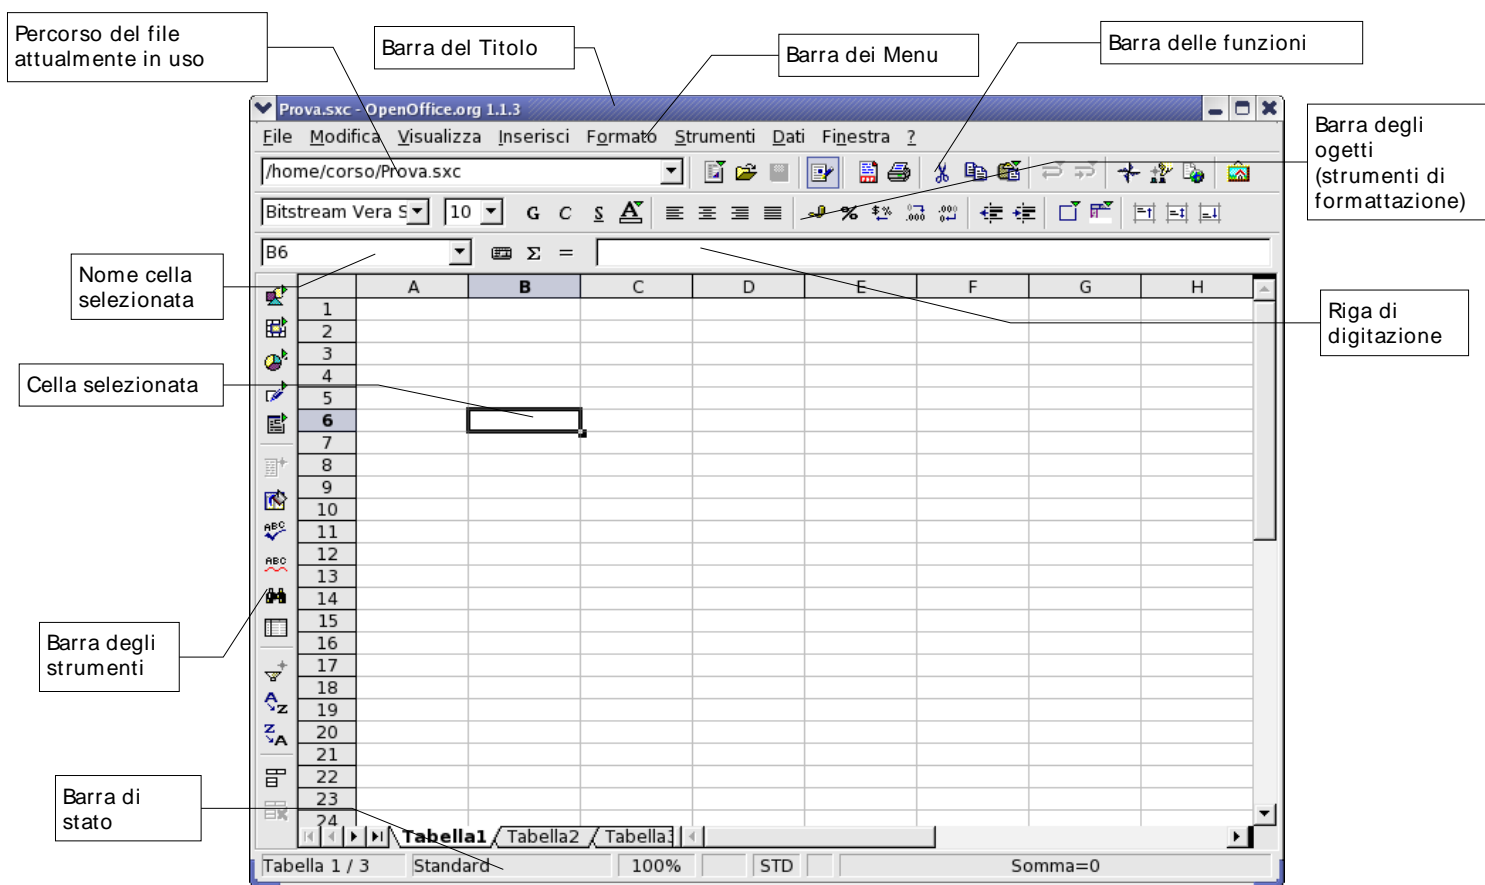 Percorso del file
attualmente in uso
Barra del Titolo
Barra dei Menu
Barra delle funzioni
Prova.sxc - OpenOffice.org 1.1.3
File Modifica Visualizza Inserisci Formato Strumenti Dati Finestra ?
/home/corso/Prova.sxc
Barra degli
ogetti
(strumenti di
formattazione)
Bitstream Vera S 10 G C S A
B6 Σ =
Nome cella
selezionata
A B C D E F G H
Riga di
digitazione
1
2
3
4
5
6
7
8
9
10
11
12
13
14
15
16
17
18
19
20
21
22
23
24
Cella selezionata
ABC
ABC
Barra degli
strumenti
A
Z
Z
A
Barra di
stato
Tabella1 Tabella2 Tabella3
Tabella 1 / 3 Standard 100% STD Somma=0